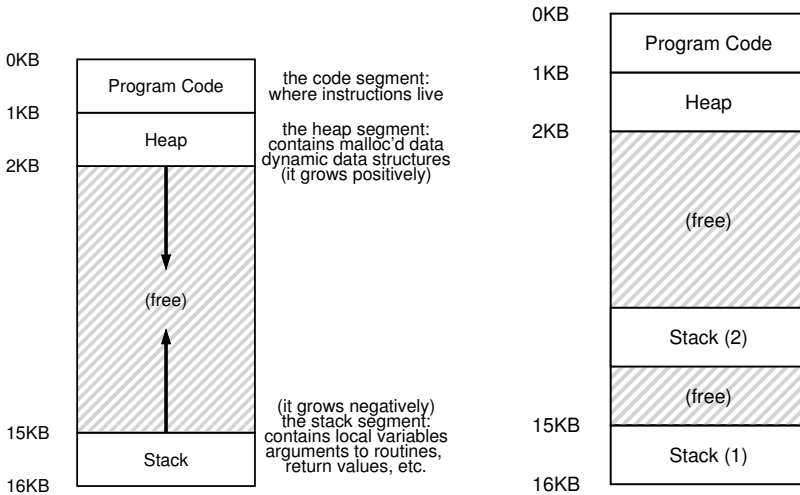 0KB
Program Code
the code segment:
where instructions live
1KB
Heap
the heap segment:
contains malloc'd data
dynamic data structures
(it grows positively)
2KB
(free)
(it grows negatively)
the stack segment:
contains local variables
arguments to routines,
return values, etc.
15KB
Stack
16KB
0KB
Program Code
1KB
Heap
2KB
(free)
Stack (2)
(free)
15KB
Stack (1)
16KB